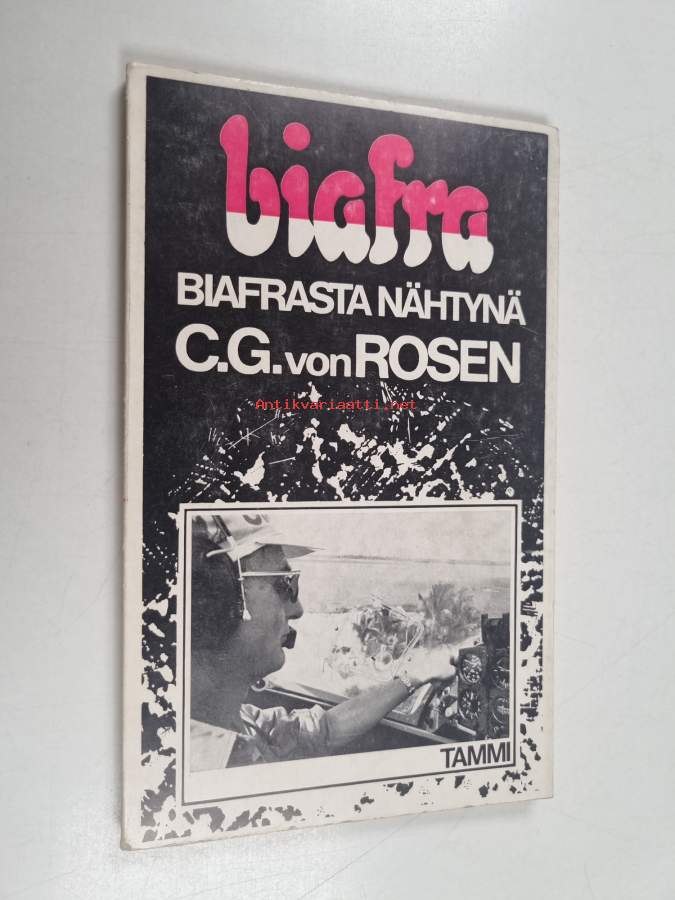 biafra
BIAFRASTA NÄHTYNÄ
C.G. von ROSEN
Antikvariaatti.net
TAMMI